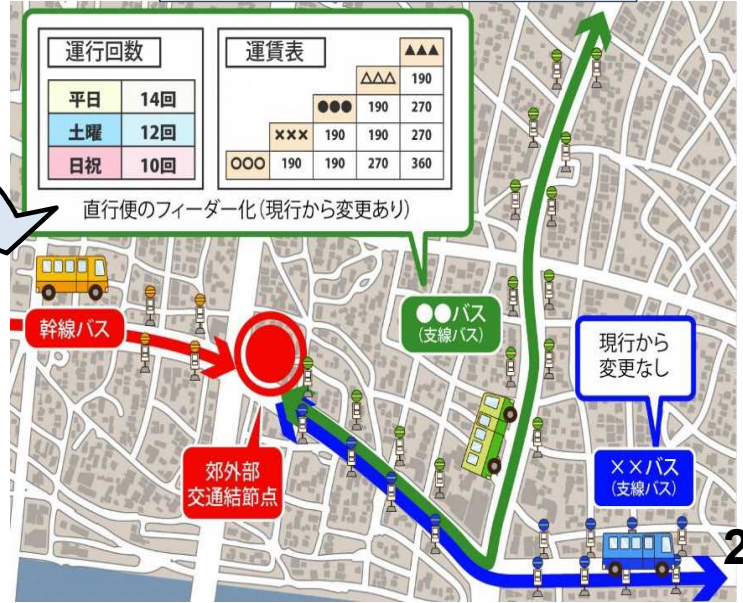 運行回数
平日 14回
土曜 12回
日祝 10回
運賃表
▲▲▲
△△△ 190
●●● 190 270
××× 190 190 270
○○○ 190 190 270 360
直行便のフィーダー化(現行から変更あり)
幹線バス
●●バス
(支線バス)
現行から
変更なし
郊外部
交通結節点
××バス
(支線バス)
2